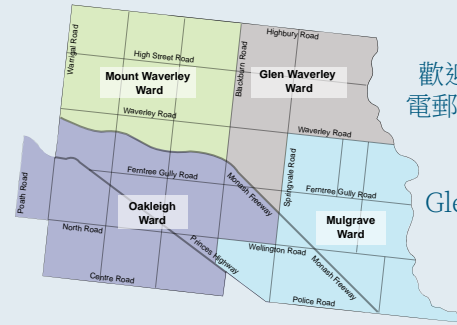 Highbury Road
Warrigal Road
High Street Road
Blackburn Road
Mount Waverley
Ward
Glen Waverley
Ward
Waverley Road
Waverley Road
Ferntree Gully Road
Monash Freeway
Springvale Road
Ferntree Gully Road
Poath Road
Oakleigh
Ward
Mulgrave
Ward
North Road
Princes Highway
Wellington Road
Monash Freeway
Centre Road
Police Road
歡迎
電郵
Gle